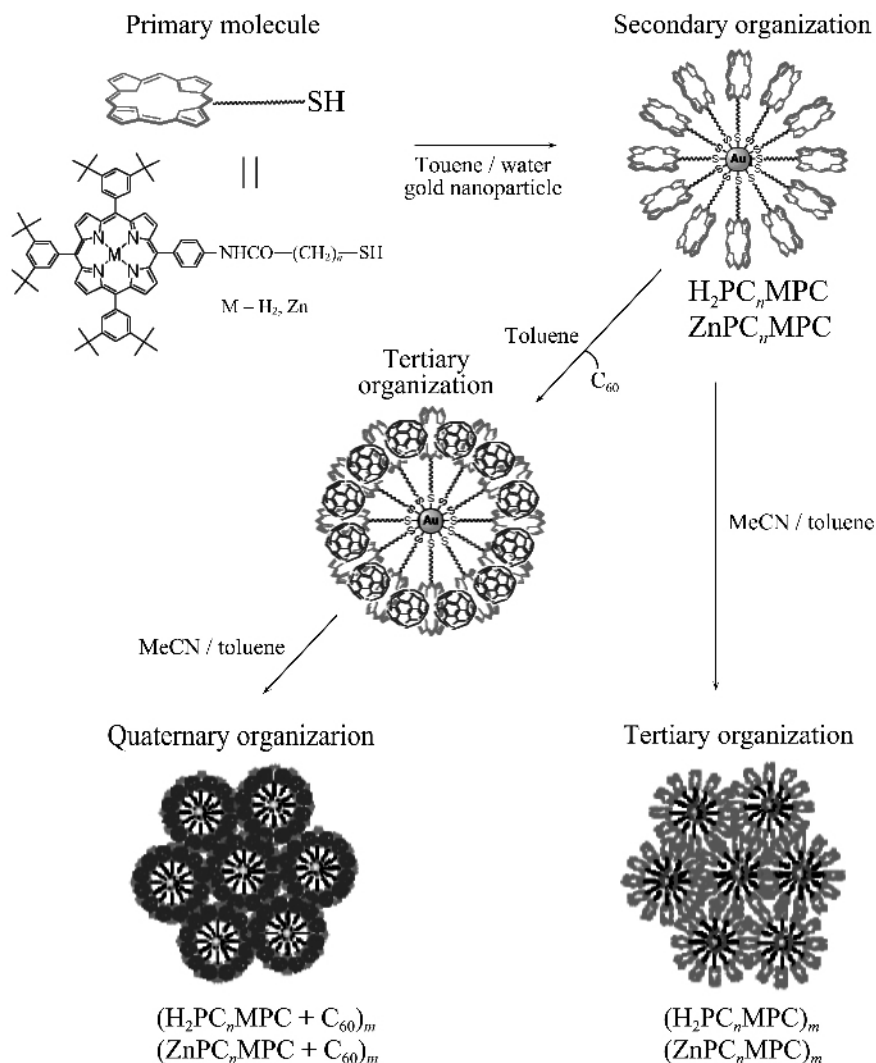 Primary molecule
SH
NHCO—(CH₂)ₙ—SH
N
N
M
N
N
M – H₂, Zn
Touene / water
gold nanoparticle
Secondary organization
S
Au
H₂PCₙMPC
ZnPCₙMPC
Toluene
C₆₀
Tertiary
organization
S
Au
MeCN / toluene
MeCN / toluene
Quaternary organizarion
(H₂PCₙMPC + C₆₀)ₘ
(ZnPCₙMPC + C₆₀)ₘ
Tertiary organization
(H₂PCₙMPC)ₘ
(ZnPCₙMPC)ₘ